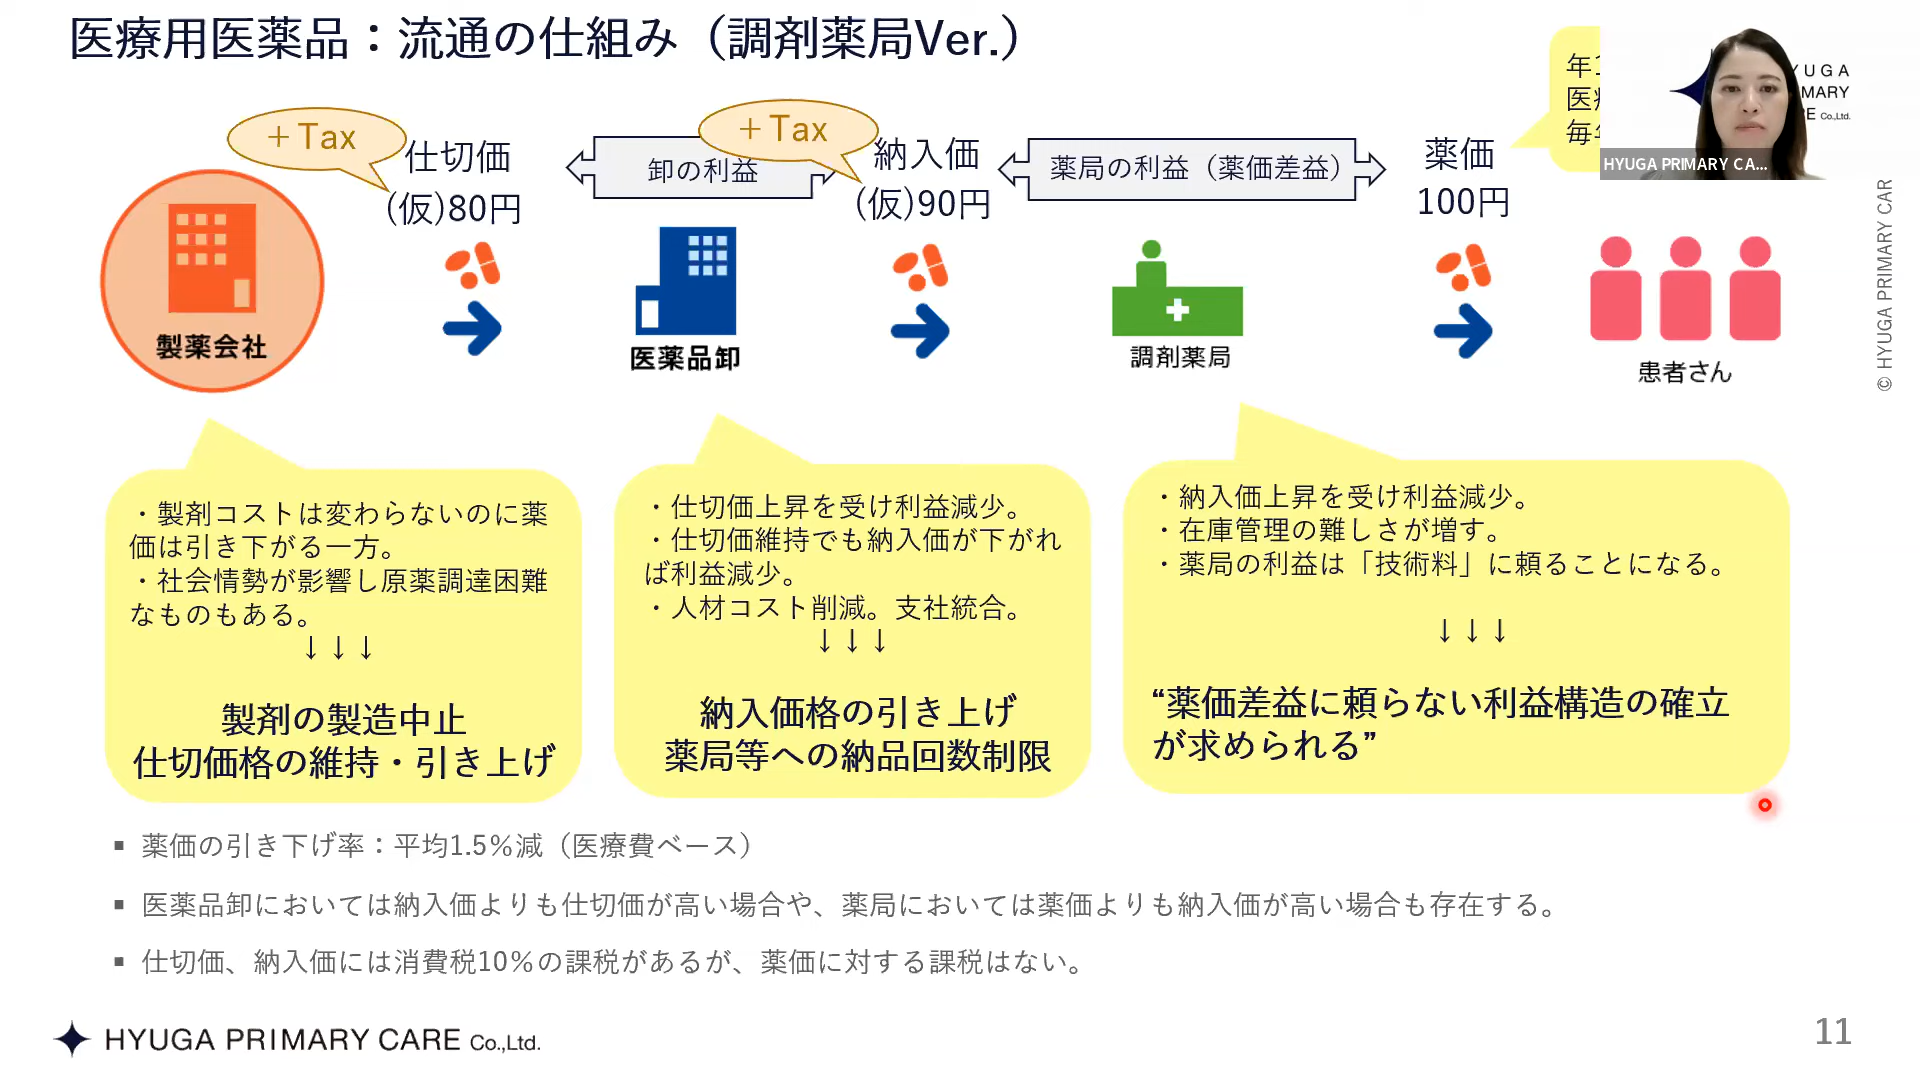 医療用医薬品：流通の仕組み（調剤薬局Ver.）
＋Tax
仕切価
(仮)80円
卸の利益
＋Tax
納入価
(仮)90円
薬局の利益（薬価差益）
薬価
100円
年
医
毎
YUGA
MARY
E Co.,Ltd.
HYUGA PRIMARY CA...
© HYUGA PRIMARY CAR
製薬会社
医薬品卸
調剤薬局
患者さん
・製剤コストは変わらないのに薬
価は引き下がる一方。
・社会情勢が影響し原薬調達困難
なものもある。
↓↓↓
製剤の製造中止
仕切価格の維持・引き上げ
・仕切価上昇を受け利益減少。
・仕切価維持でも納入価が下がれ
ば利益減少。
・人材コスト削減。支社統合。
↓↓↓
納入価格の引き上げ
薬局等への納品回数制限
・納入価上昇を受け利益減少。
・在庫管理の難しさが増す。
・薬局の利益は「技術料」に頼ることになる。
↓↓↓
“薬価差益に頼らない利益構造の確立
が求められる”
▪ 薬価の引き下げ率：平均1.5％減（医療費ベース）
▪ 医薬品卸においては納入価よりも仕切価が高い場合や、薬局においては薬価よりも納入価が高い場合も存在する。
▪ 仕切価、納入価には消費税10％の課税があるが、薬価に対する課税はない。
HYUGA PRIMARY CARE Co.,Ltd.
11